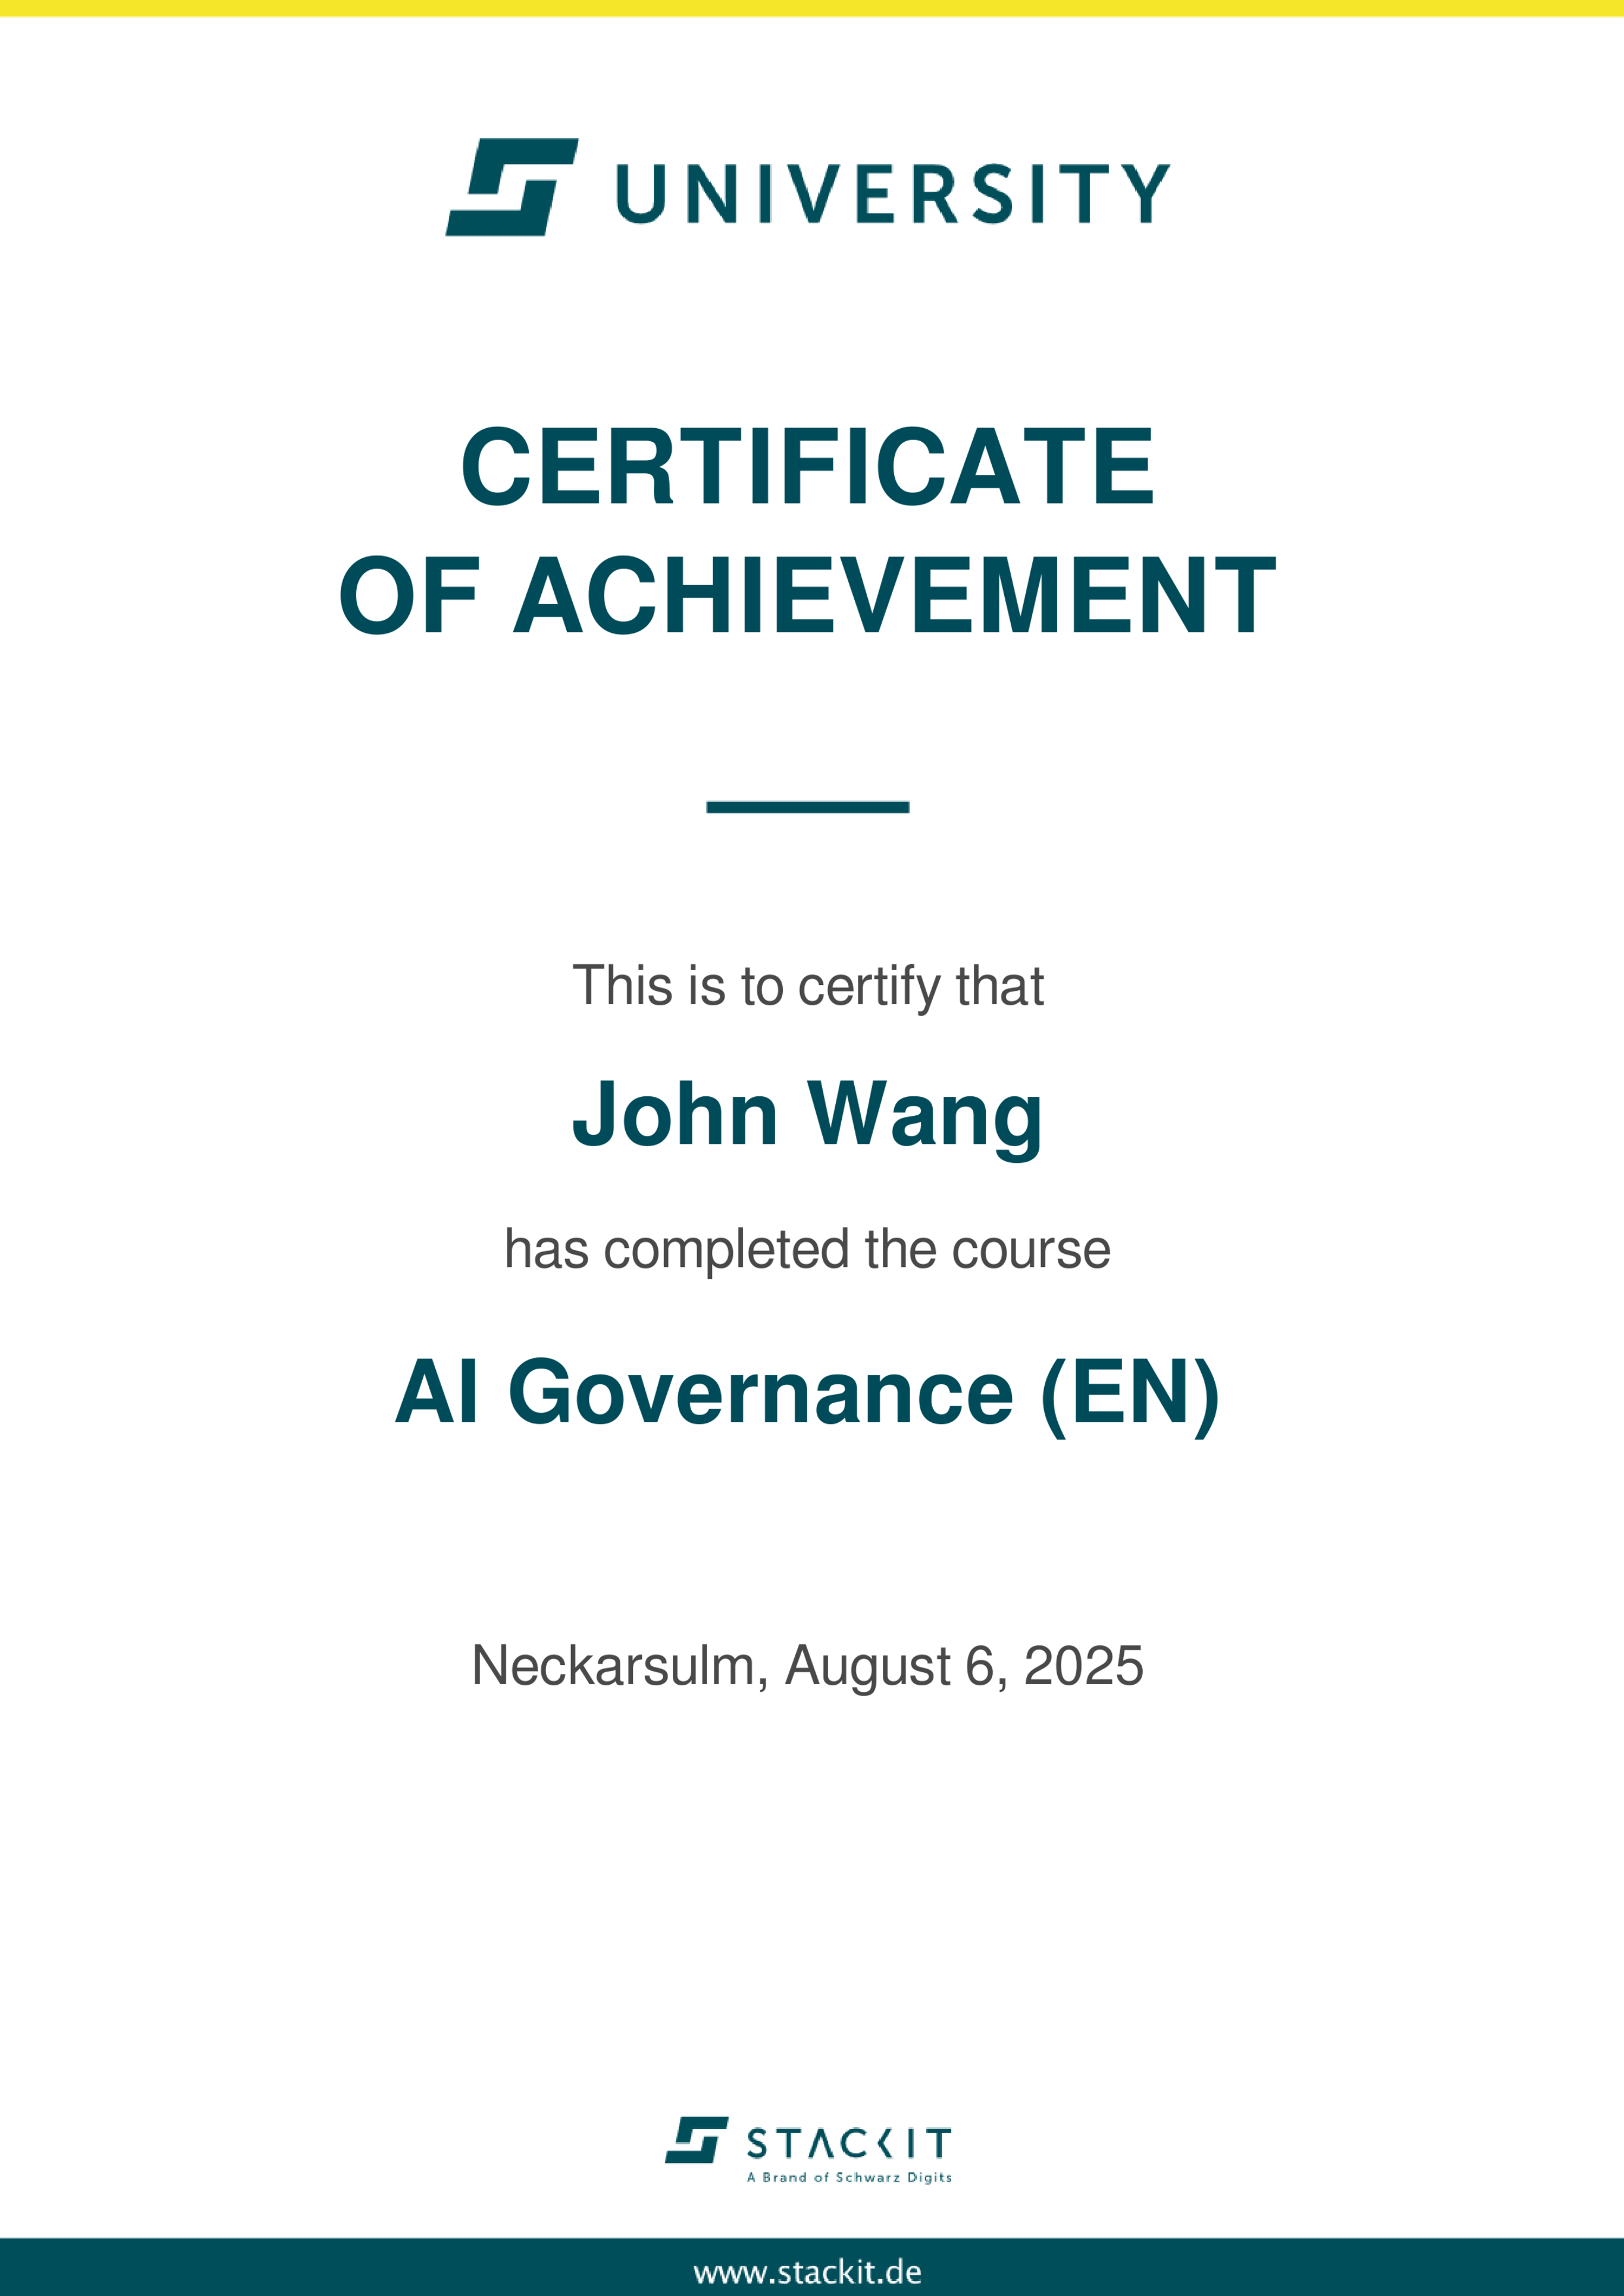 UNIVERSITY
CERTIFICATE
OF ACHIEVEMENT
This is to certify that
John Wang
has completed the course
AI Governance (EN)
Neckarsulm, August 6, 2025
STACKIT
A Brand of Schwarz Digits
www.stackit.de